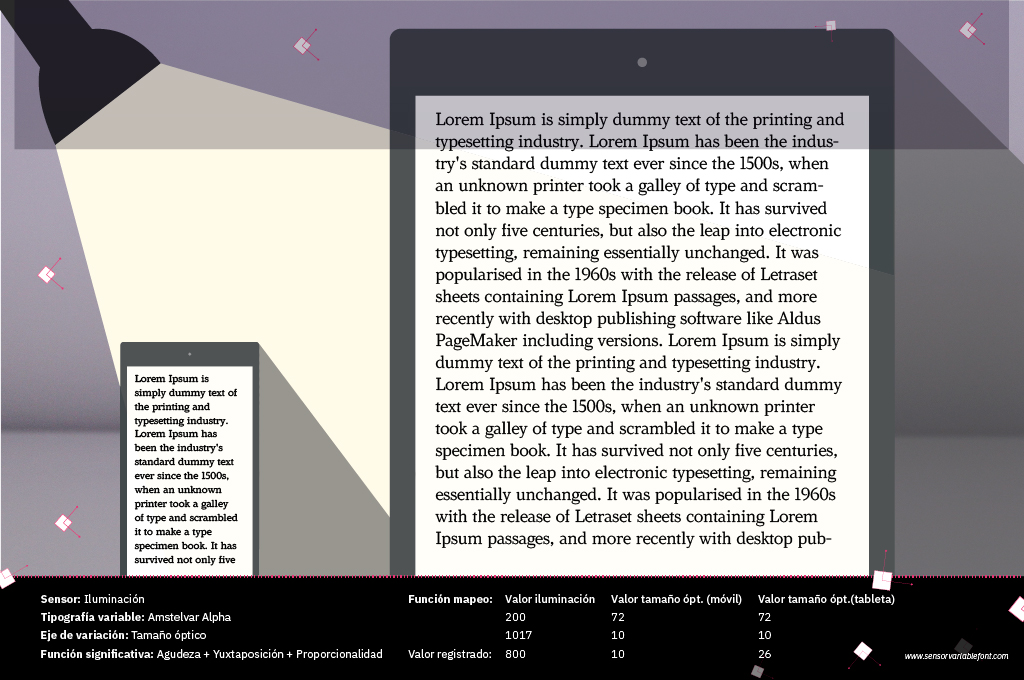 Lorem Ipsum is simply dummy text of the printing and
typesetting industry. Lorem Ipsum has been the indus-
try's standard dummy text ever since the 1500s, when
an unknown printer took a galley of type and scram-
bled it to make a type specimen book. It has survived
not only five centuries, but also the leap into electronic
typesetting, remaining essentially unchanged. It was
popularised in the 1960s with the release of Letraset
sheets containing Lorem Ipsum passages, and more
recently with desktop publishing software like Aldus
PageMaker including versions. Lorem Ipsum is simply
dummy text of the printing and typesetting industry.
Lorem Ipsum has been the industry's standard dummy
text ever since the 1500s, when an unknown printer
took a galley of type and scrambled it to make a type
specimen book. It has survived not only five centuries,
but also the leap into electronic typesetting, remaining
essentially unchanged. It was popularised in the 1960s
with the release of Letraset sheets containing Lorem
Ipsum passages, and more recently with desktop pub-
Lorem Ipsum is
simply dummy text of
the printing and
typesetting industry.
Lorem Ipsum has
been the industry's
standard dummy text
ever since the 1500s,
when an unknown
printer took a galley
of type and scrambled
it to make a type
specimen book. It has
survived not only five
Sensor: Iluminación
Tipografía variable: Amstelvar Alpha
Eje de variación: Tamaño óptico
Función significativa: Agudeza + Yuxtaposición + Proporcionalidad
Función mapeo: Valor iluminación Valor tamaño ópt. (móvil) Valor tamaño ópt.(tableta)
200 72 72
1017 10 10
Valor registrado: 800 10 26
www.sensorvariablefont.com